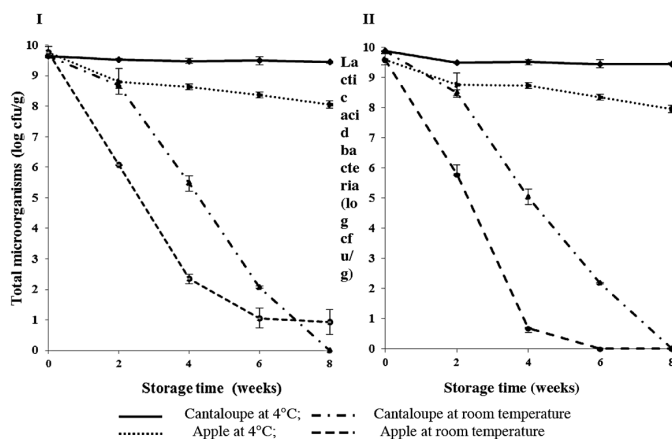 I
II
Total microorganisms (log cfu/g)
10
9
8
7
6
5
4
3
2
1
0
0
2
4
6
8
Storage time (weeks)
La
cti
c
ac
id
ba
cte
ria
(lo
g
cf
u/
g)
10
9
8
7
6
5
4
3
2
1
0
0
2
4
6
8
Storage time (weeks)
Cantaloupe at 4°C;
Cantaloupe at room temperature
Apple at 4°C;
Apple at room temperature